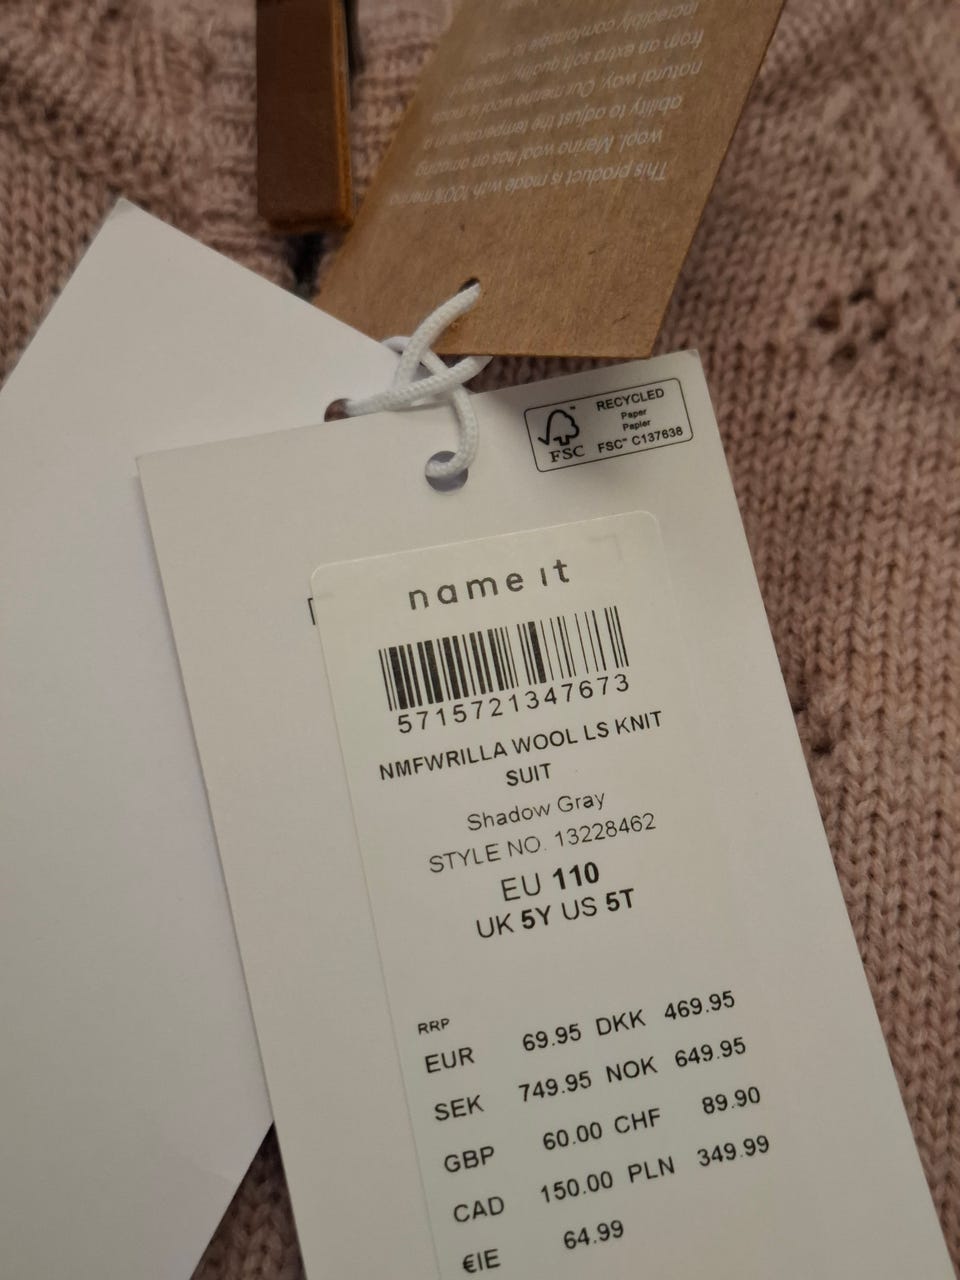 This product is made with 100% merino
wool. Merino wool has an amazing
ability to adjust the temperature in a
natural way. Our merino wool is made
from an extra soft quality, making it
incredibly comfortable to wear.
RECYCLED
Paper
Papier
FSC™ C137638
FSC
name it
5715721347673
NMFWRILLA WOOL LS KNIT
SUIT
Shadow Gray
STYLE NO. 13228462
EU 110
UK 5Y US 5T
RRP
EUR 69.95 DKK 469.95
SEK 749.95 NOK 649.95
GBP 60.00 CHF 89.90
CAD 150.00 PLN 349.99
€IE 64.99